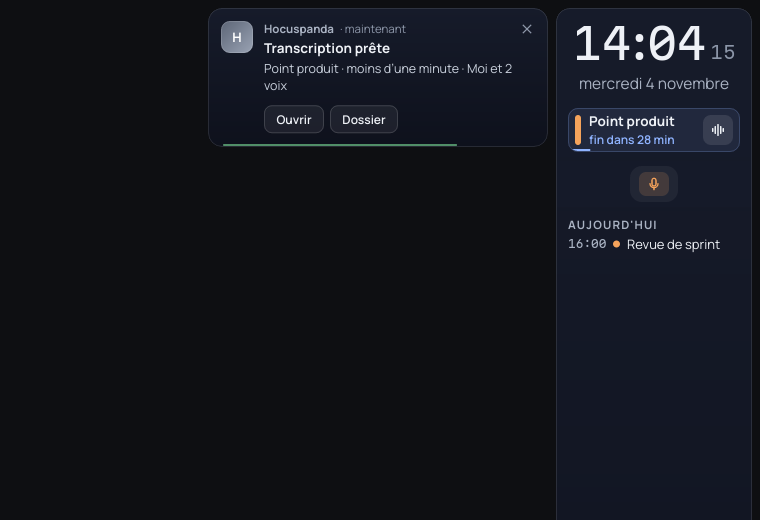 H
Hocuspanda · maintenant
Transcription prête
Point produit · moins d'une minute · Moi et 2
voix
Ouvrir
Dossier
14:04 15
mercredi 4 novembre
Point produit
fin dans 28 min
AUJOURD'HUI
16:00 Revue de sprint